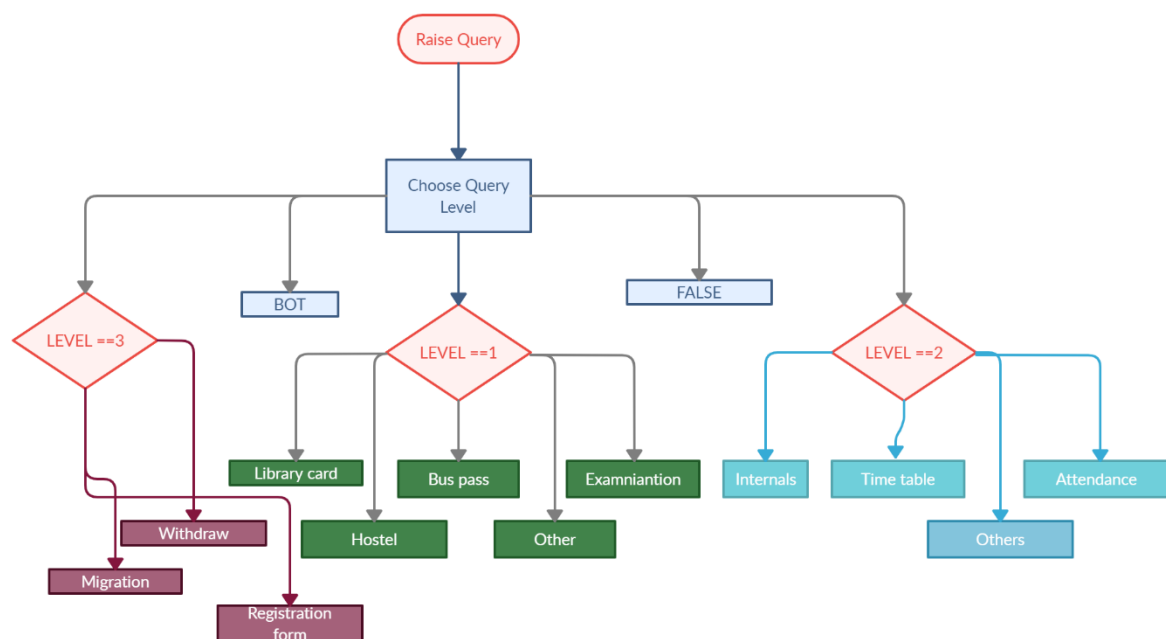 Raise Query
Choose Query
Level
BOT
FALSE
LEVEL ==3
LEVEL ==1
LEVEL ==2
Library card
Bus pass
Examniantion
Internals
Time table
Attendance
Withdraw
Hostel
Other
Others
Migration
Registration
form